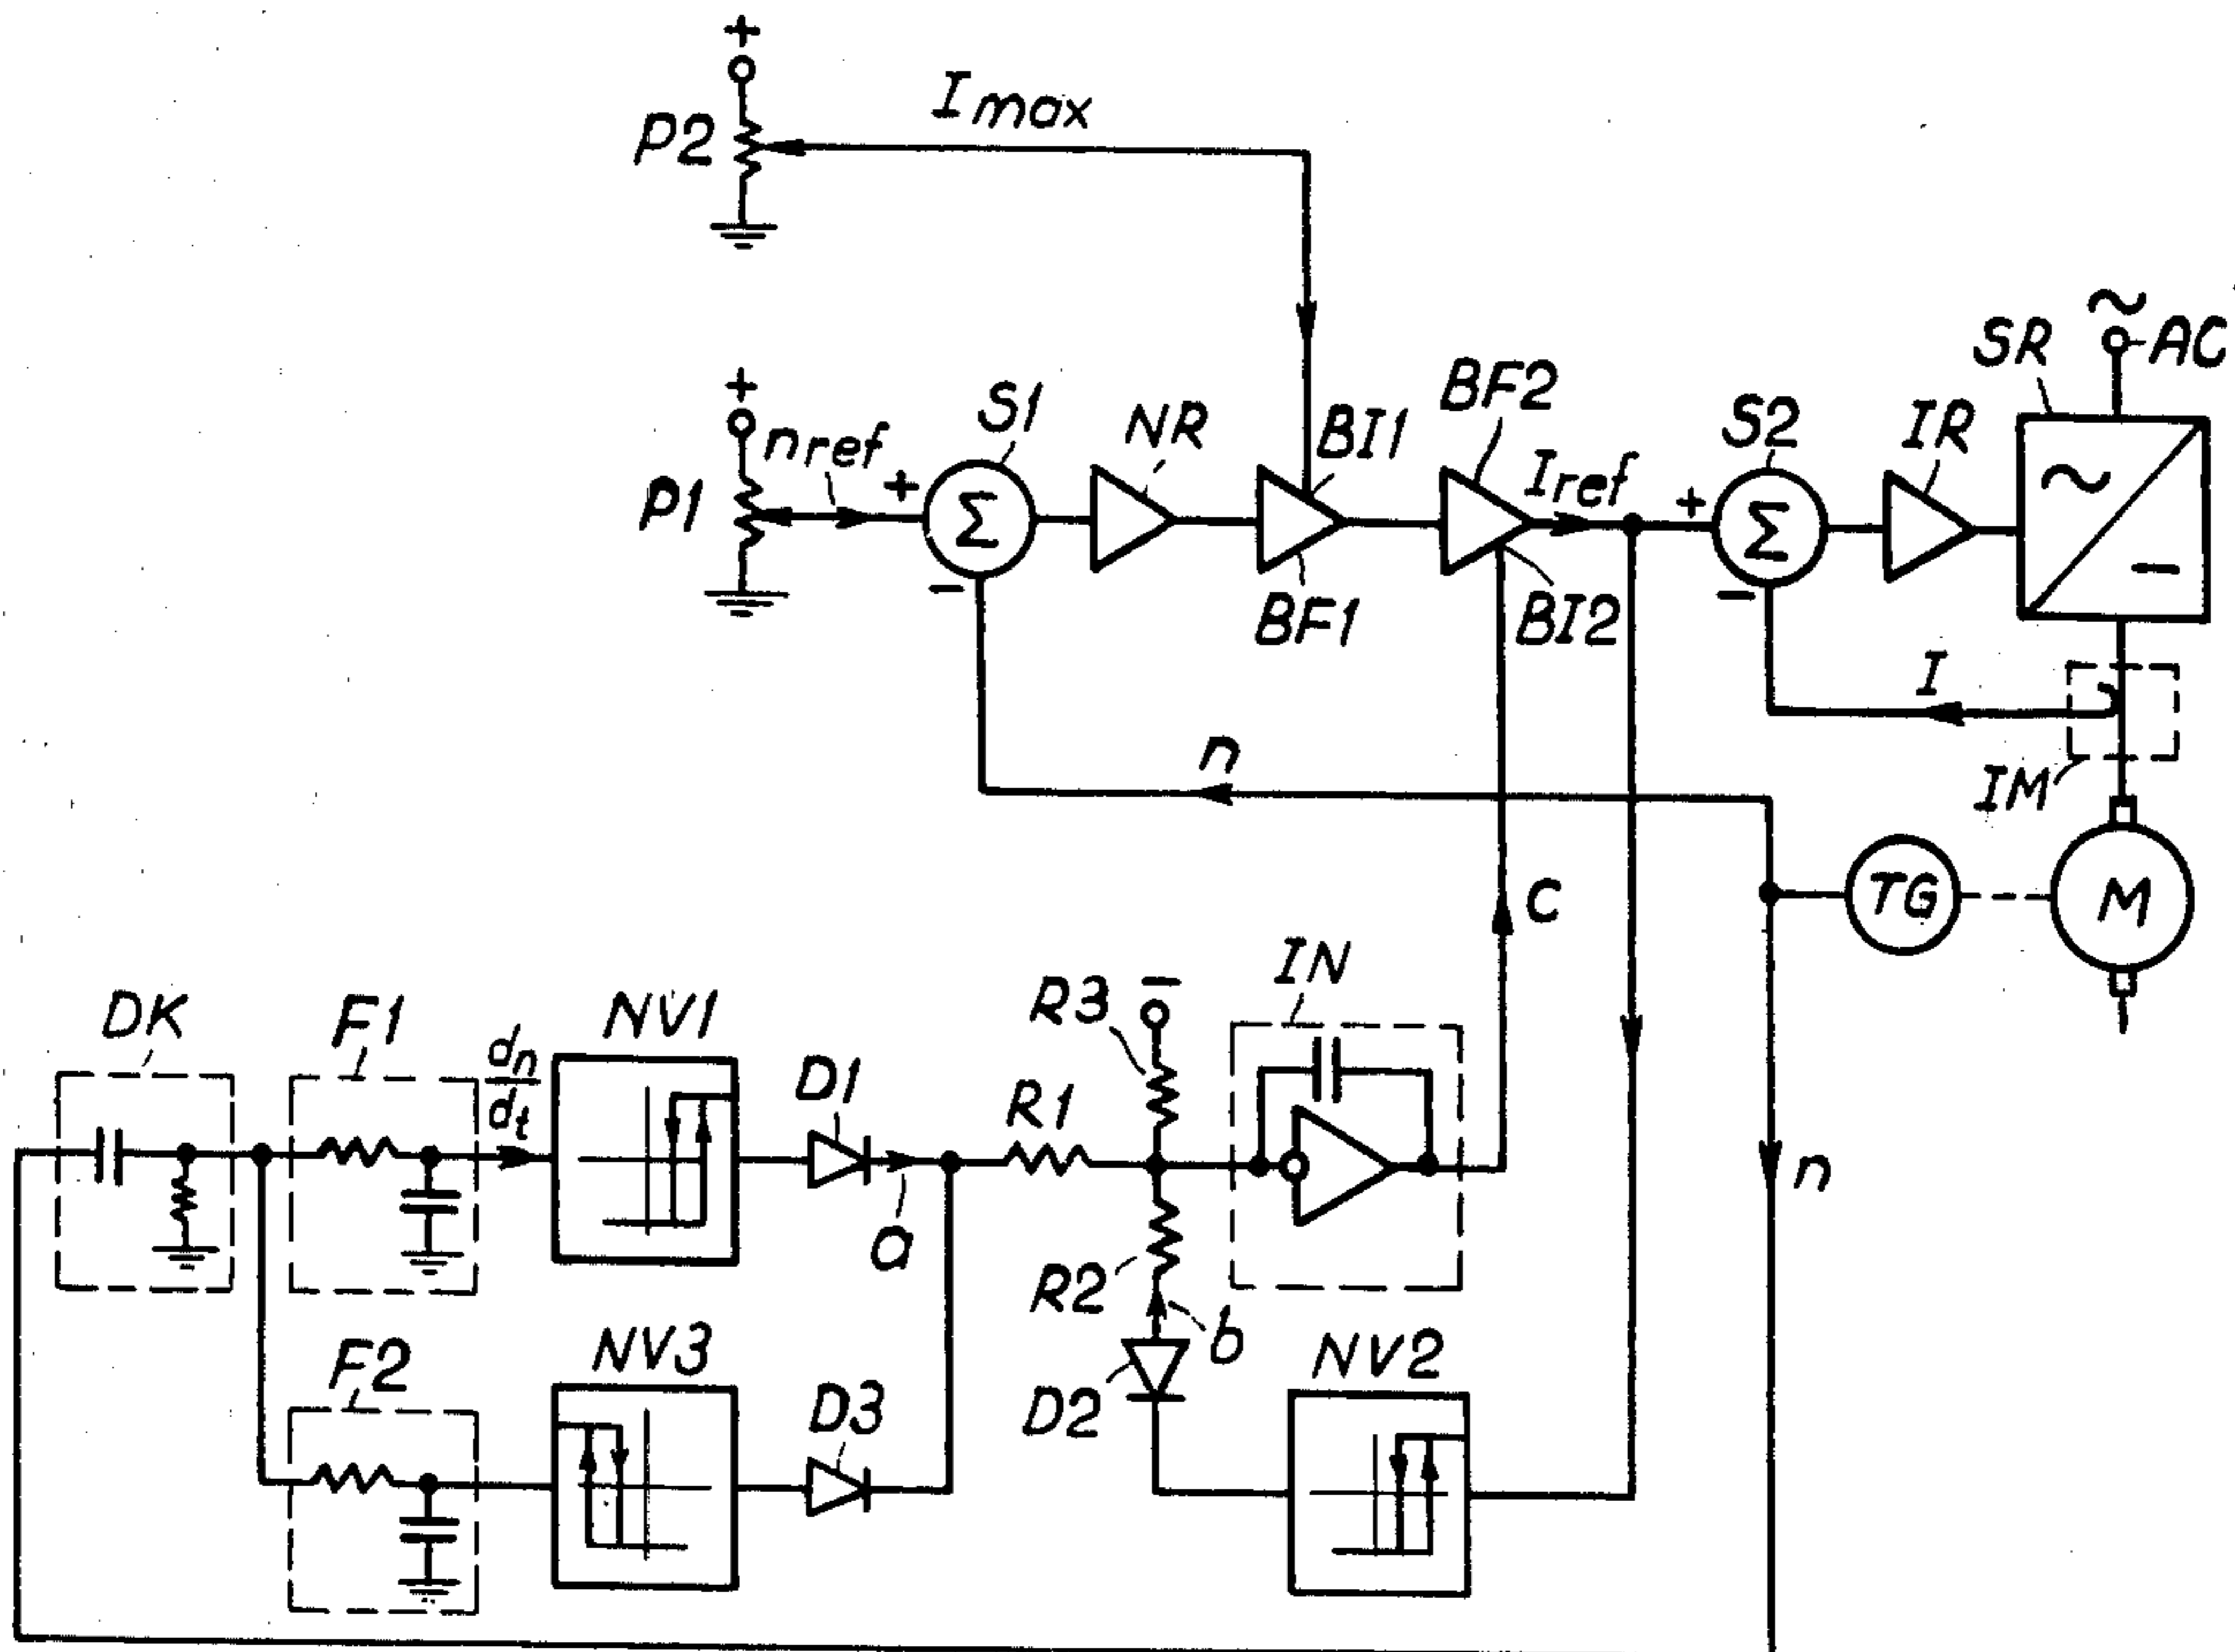 +
P2
Imax
+
P1
nref
+
S1
-
NR
BI1
BF1
BF2
BI2
Iref
+
S2
-
IR
SR
~
AC
~
-
I
IM
n
TG
M
C
n
DK
F1
dn
dt
NV1
D1
a
R1
R3
-
IN
R2
b
D2
NV2
F2
NV3
D3
Σ
Σ